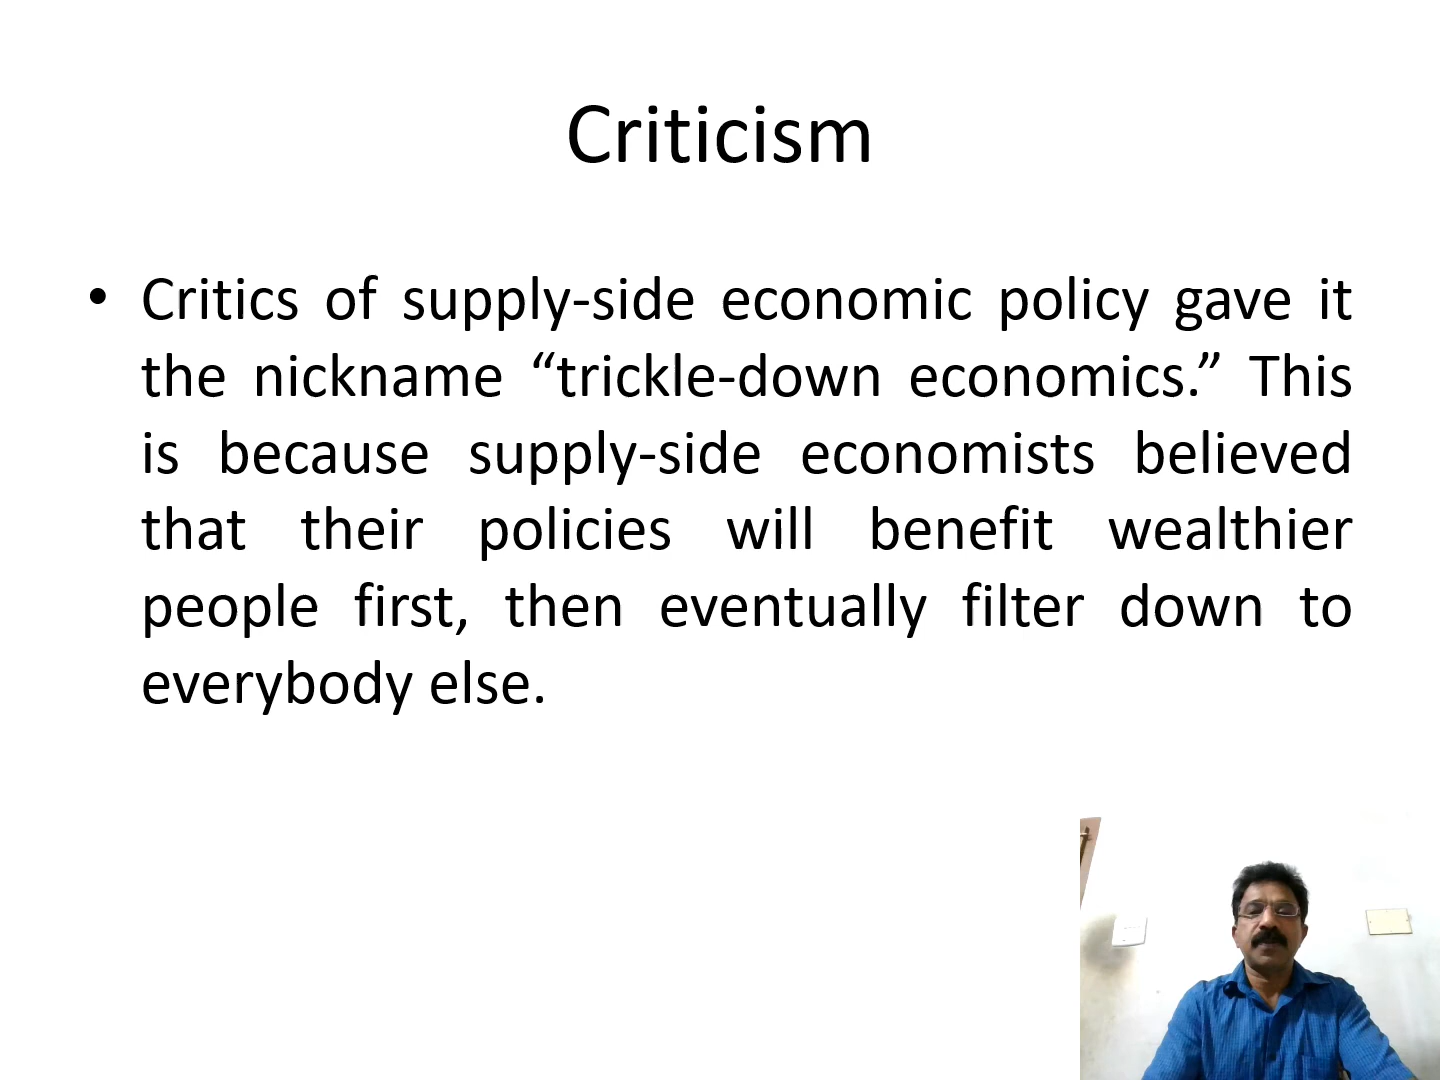 Criticism
• Critics of supply-side economic policy gave it
the nickname “trickle-down economics.” This
is because supply-side economists believed
that their policies will benefit wealthier
people first, then eventually filter down to
everybody else.